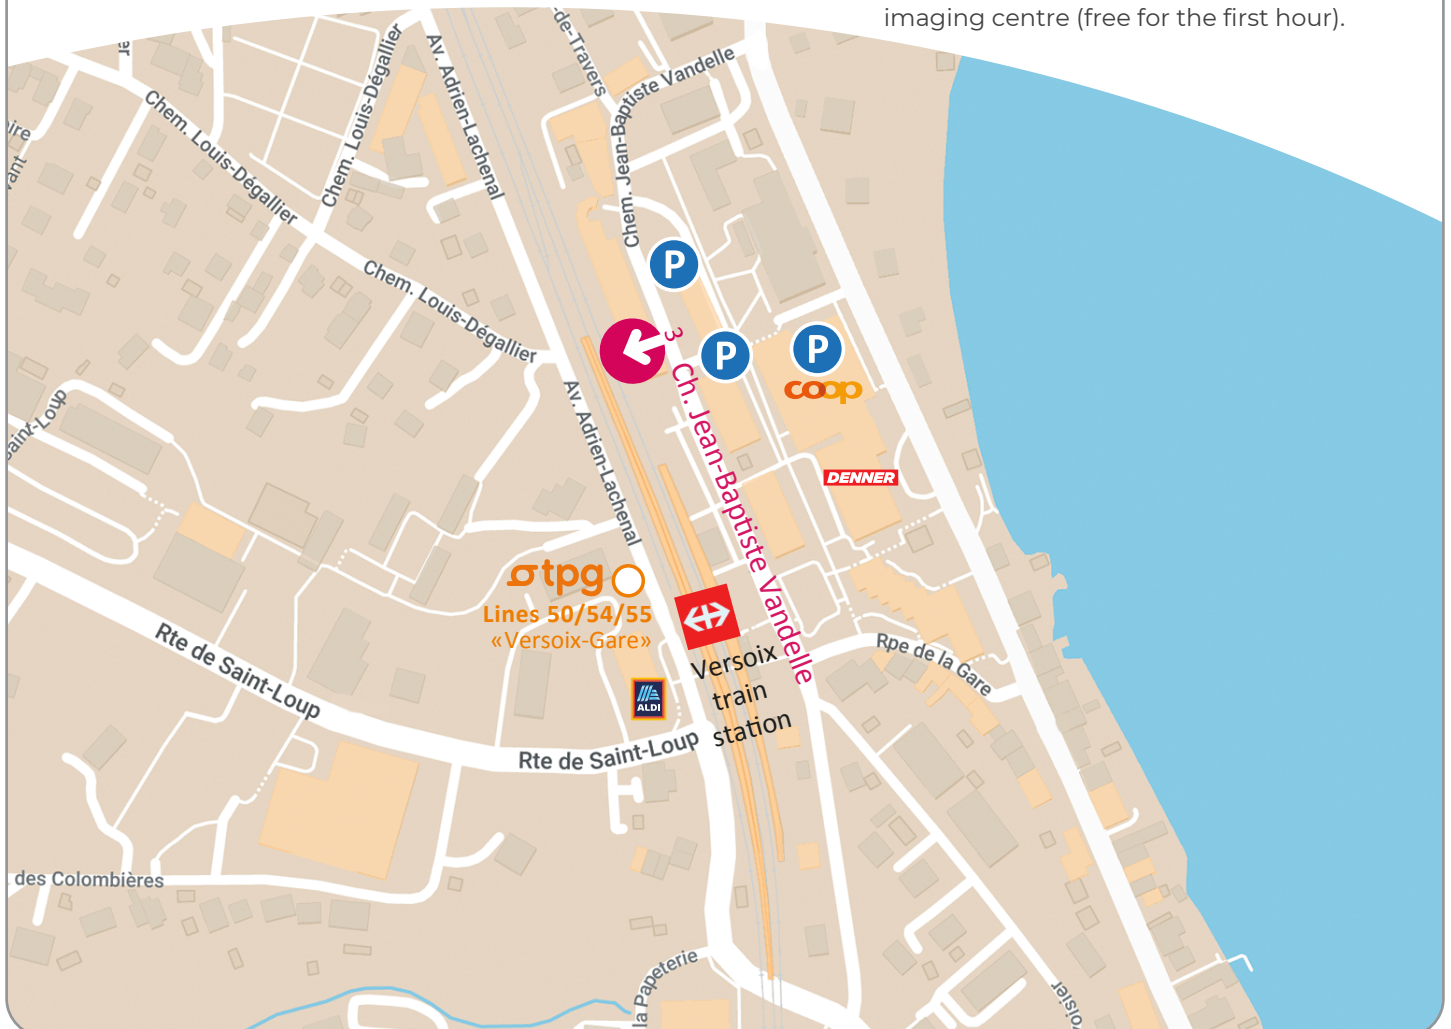 imaging centre (free for the first hour).
de-Travers
Av. Adrien-Lachenal
Chem. Jean-Baptiste Vandelle
Chem. Louis-Dégallier
Chem. Louis-Dégallier
Chem. Louis-Dégallier
P
P
P
3
Ch. Jean-Baptiste Vandelle
coop
DENNER
Av. Adrien-Lachenal
tpg
Lines 50/54/55
«Versoix-Gare»
Versoix
train
station
ALDI
Rpe de la Gare
Rte de Saint-Loup
Rte de Saint-Loup
aint-Loup
des Colombières
la Papeterie
oisier